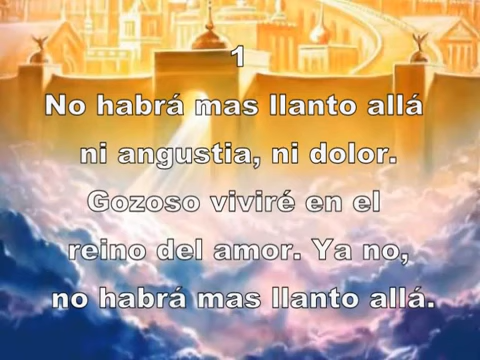 1
No habrá mas llanto allá
ni angustia, ni dolor.
Gozoso viviré en el
reino del amor. Ya no,
no habrá mas llanto allá.